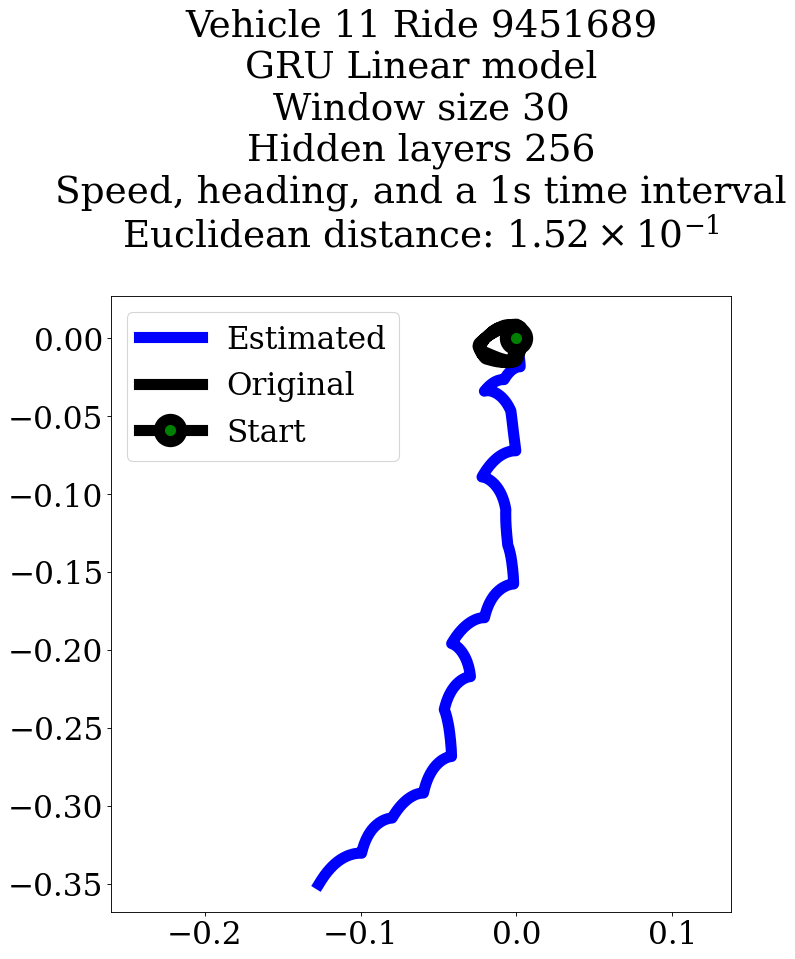 Vehicle 11 Ride 9451689
GRU Linear model
Window size 30
Hidden layers 256
Speed, heading, and a 1s time interval
Euclidean distance: 1.52 × 10⁻¹
Estimated
Original
Start
0.00
−0.05
−0.10
−0.15
−0.20
−0.25
−0.30
−0.35
−0.2 −0.1 0.0 0.1